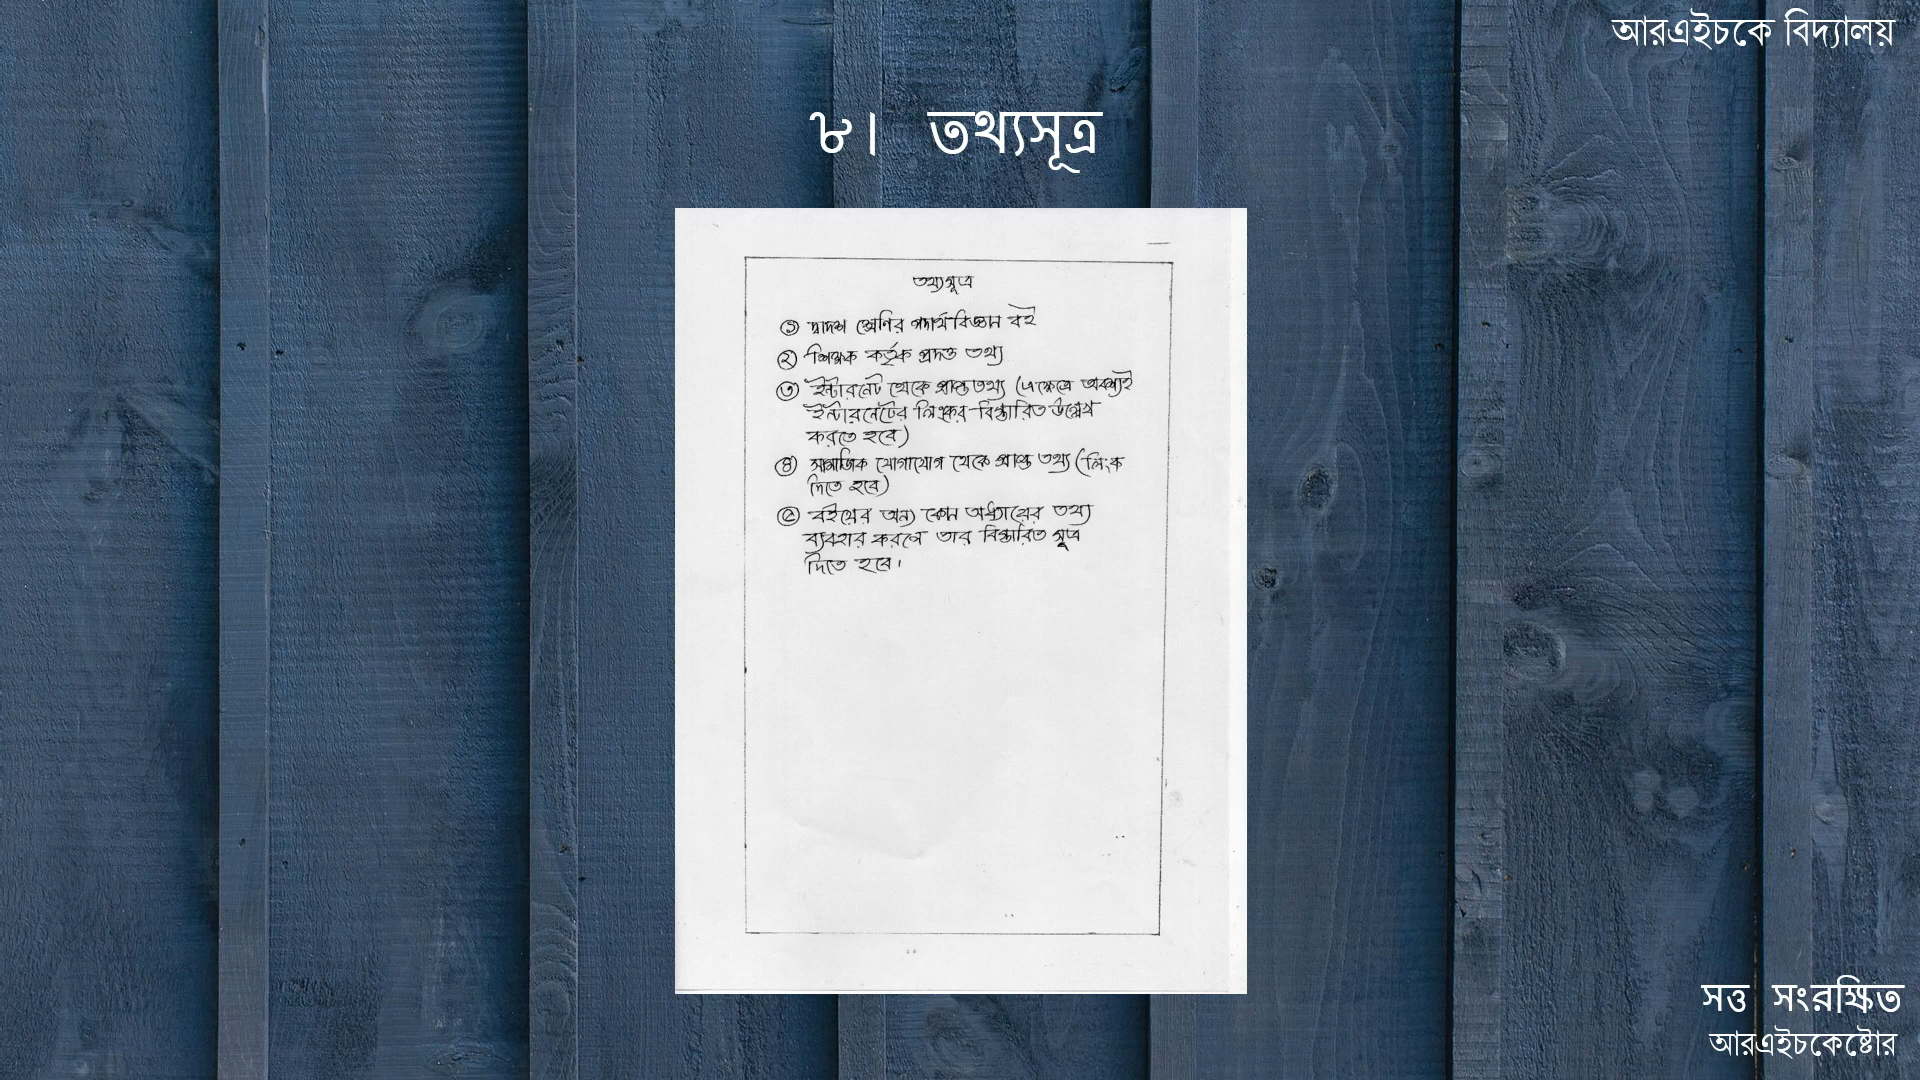 আরএইচকে বিদ্যালয়
৮। তথ্যসূত্র
তথ্যসূত্র
① দ্বাদশ শ্রেণির পদার্থবিজ্ঞান বই
② শিক্ষক কর্তৃক প্রদত্ত তথ্য
③ ইন্টারনেট থেকে প্রাপ্ত তথ্য (এক্ষেত্রে অবশ্যই
ইন্টারনেটের লিংকের বিস্তারিত উল্লেখ
করতে হবে)
④ সামাজিক যোগাযোগ থেকে প্রাপ্ত তথ্য (লিংক
দিতে হবে)
⑤ বইয়ের অন্য কোন অধ্যায়ের তথ্য
ব্যবহার করলে তার বিস্তারিত সূত্র
দিতে হবে।
সত্ত সংরক্ষিত
আরএইচকেষ্টোর